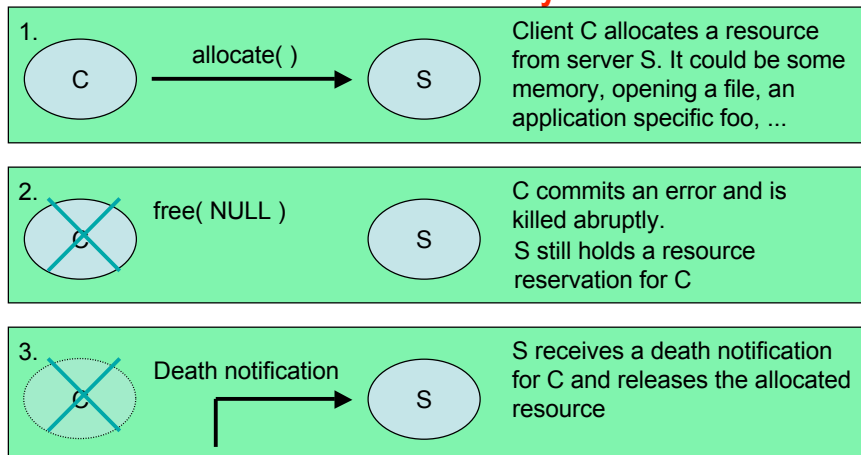 1.
C
allocate( )
S
Client C allocates a resource
from server S. It could be some
memory, opening a file, an
application specific foo, ...
2.
C
free( NULL )
S
C commits an error and is
killed abruptly.
S still holds a resource
reservation for C
3.
C
Death notification
S
S receives a death notification
for C and releases the allocated
resource